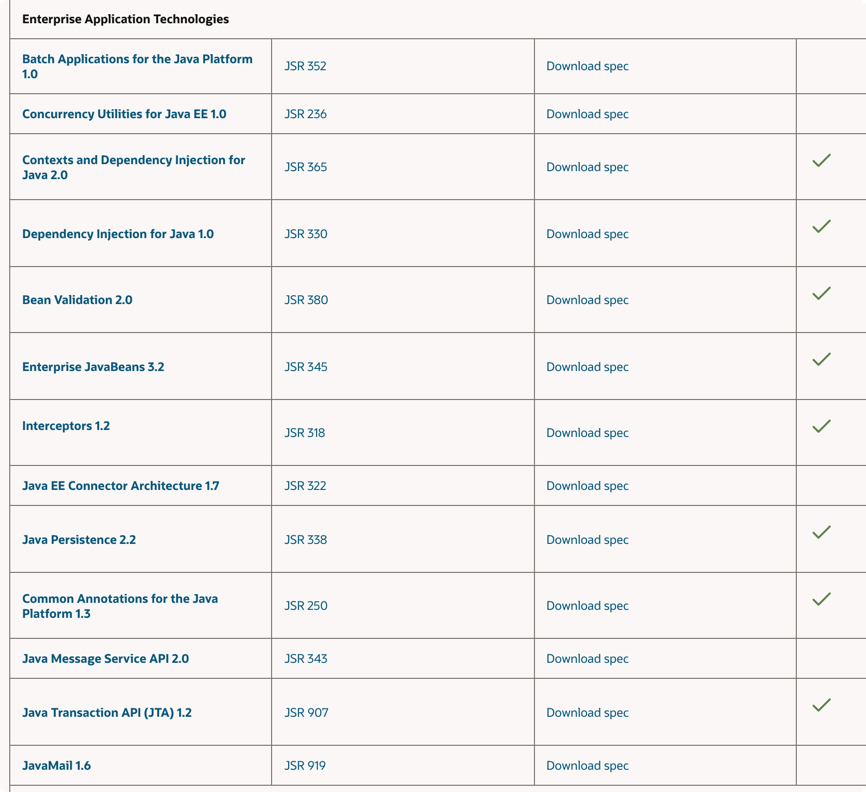 Enterprise Application Technologies
Batch Applications for the Java Platform
1.0
JSR 352
Download spec
Concurrency Utilities for Java EE 1.0
JSR 236
Download spec
Contexts and Dependency Injection for
Java 2.0
JSR 365
Download spec
Dependency Injection for Java 1.0
JSR 330
Download spec
Bean Validation 2.0
JSR 380
Download spec
Enterprise JavaBeans 3.2
JSR 345
Download spec
Interceptors 1.2
JSR 318
Download spec
Java EE Connector Architecture 1.7
JSR 322
Download spec
Java Persistence 2.2
JSR 338
Download spec
Common Annotations for the Java
Platform 1.3
JSR 250
Download spec
Java Message Service API 2.0
JSR 343
Download spec
Java Transaction API (JTA) 1.2
JSR 907
Download spec
JavaMail 1.6
JSR 919
Download spec